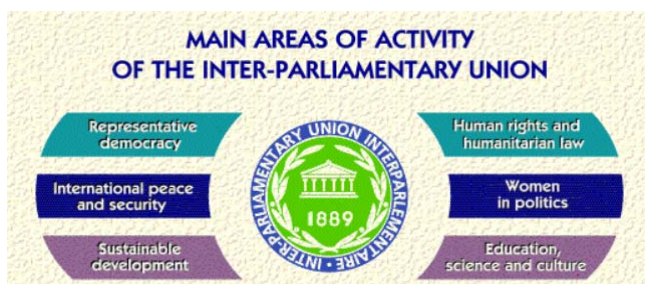 MAIN AREAS OF ACTIVITY
OF THE INTER-PARLIAMENTARY UNION
Representative
democracy
International peace
and security
Sustainable
development
INTER-PARLIAMENTARY UNION INTERPARLEMENTAIRE
1889
Human rights and
humanitarian law
Women
in politics
Education,
science and culture